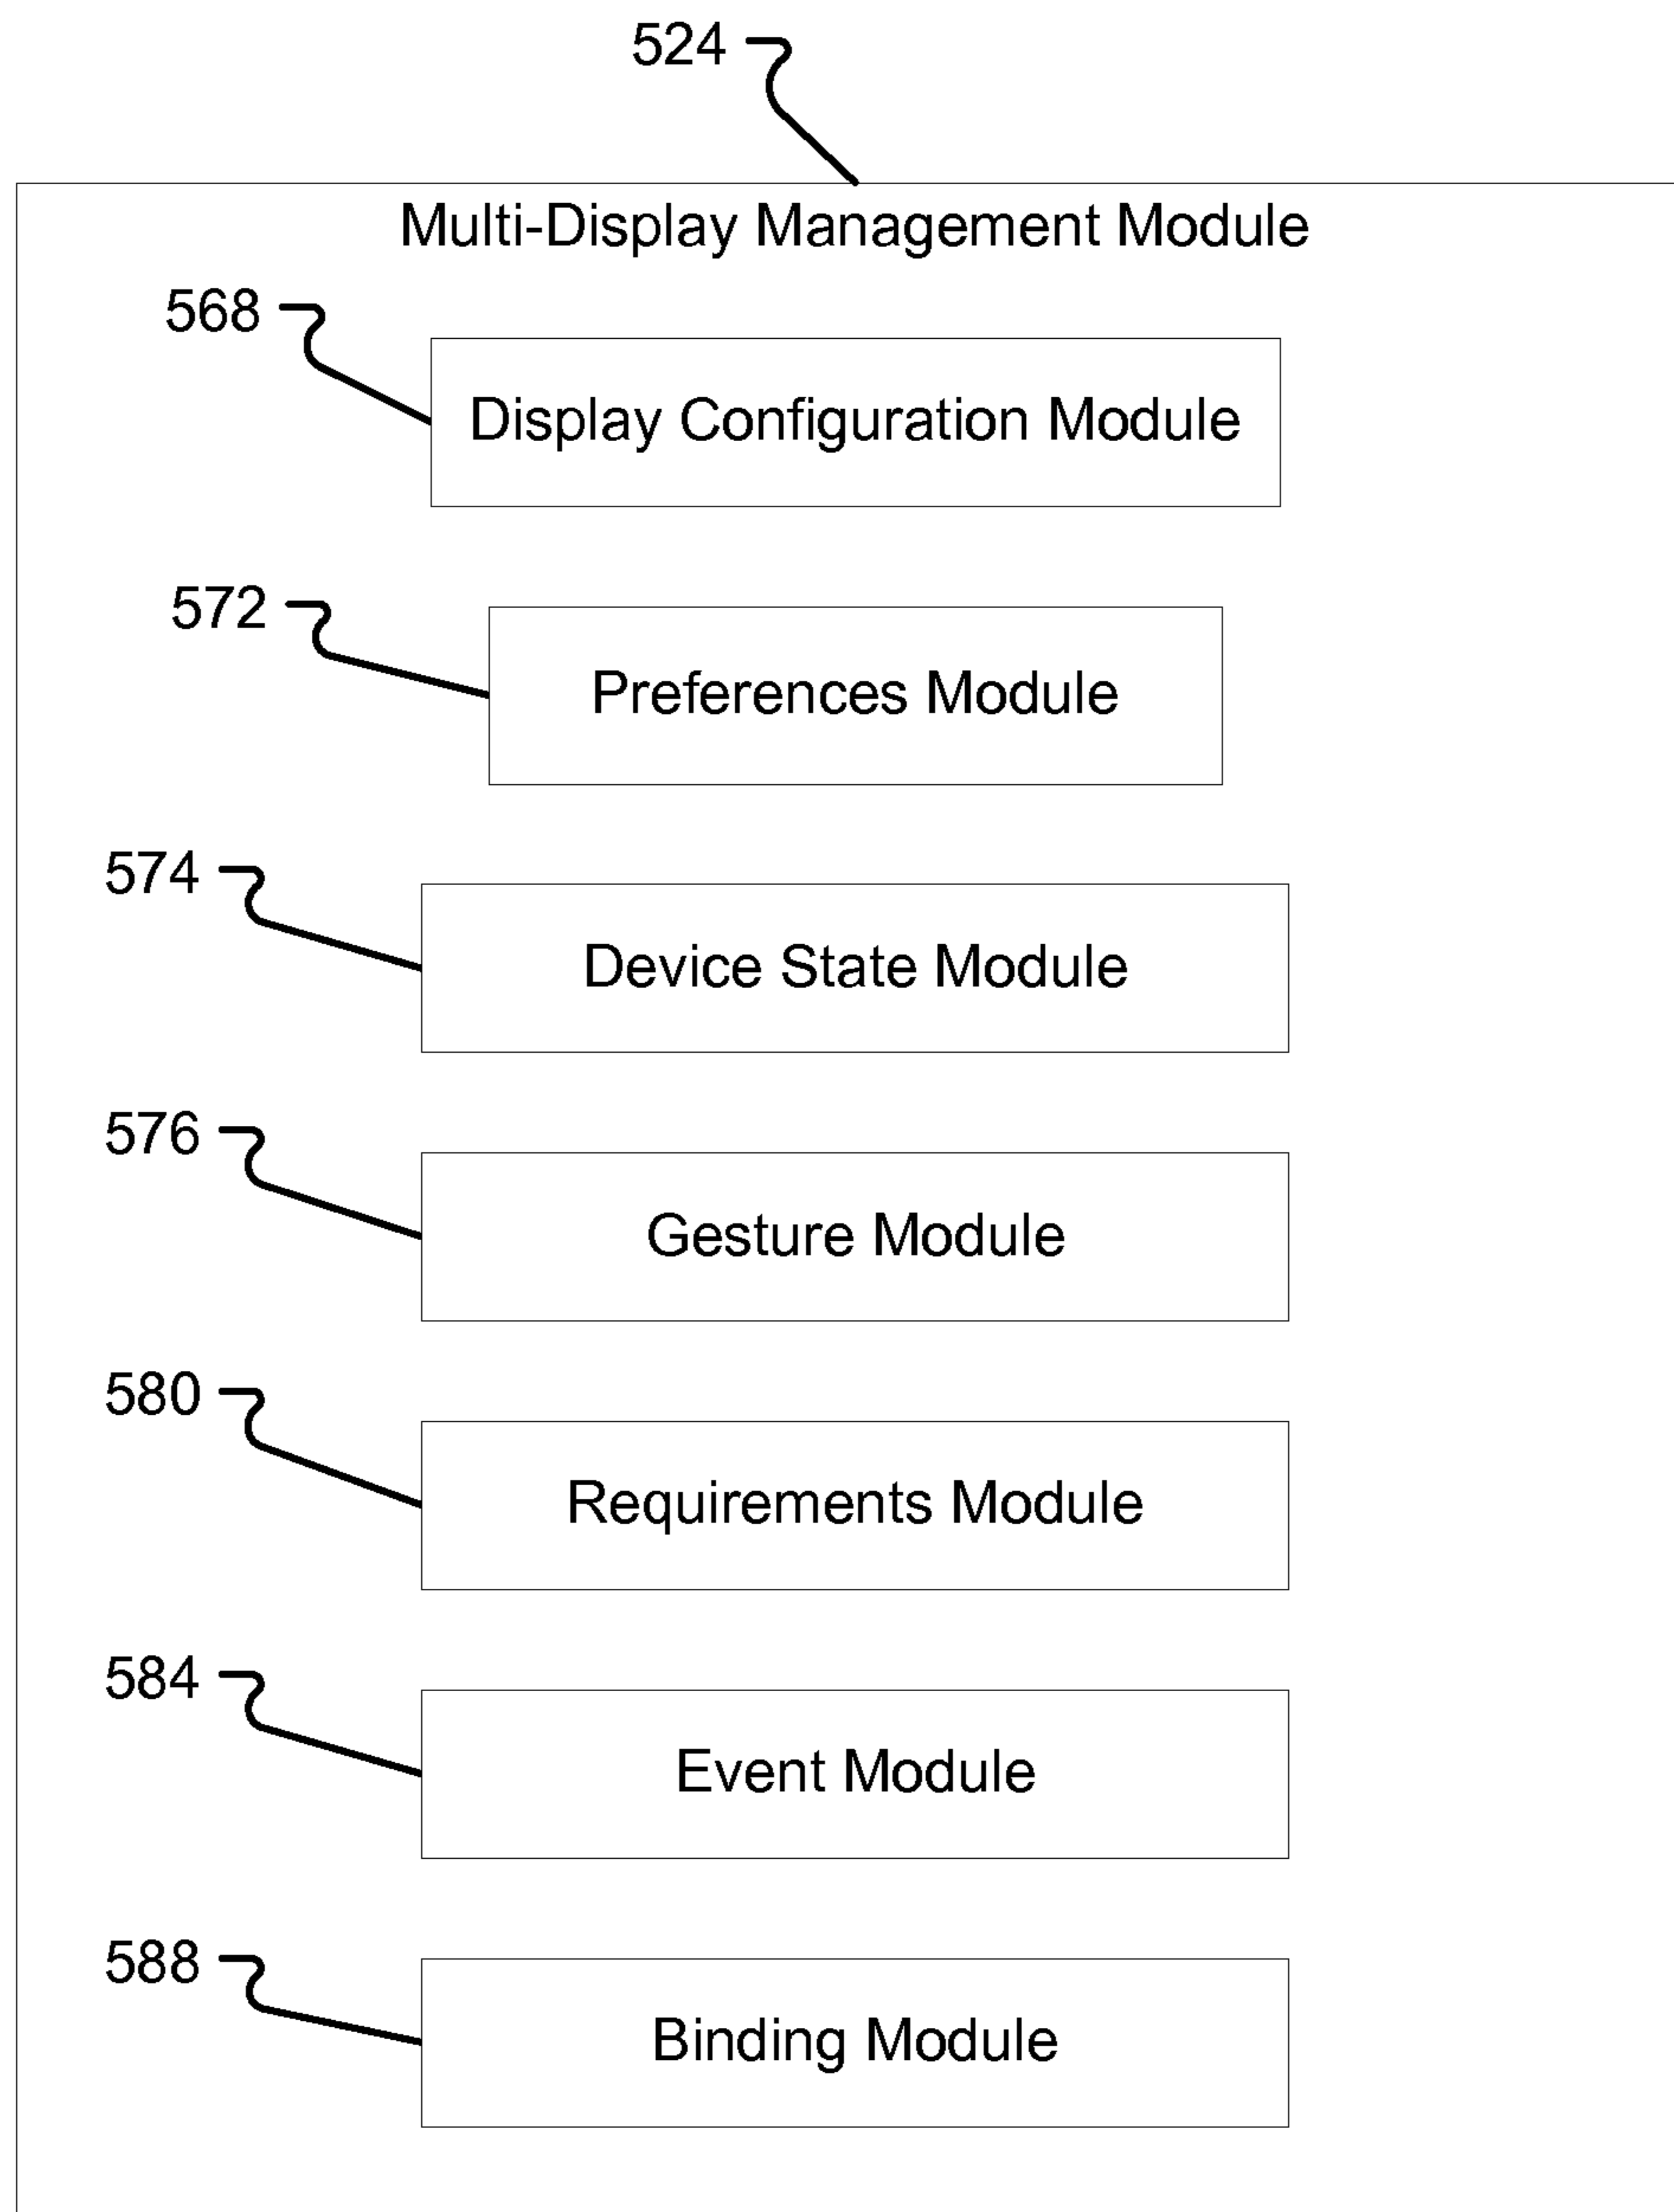 524
Multi-Display Management Module
568
Display Configuration Module
572
Preferences Module
574
Device State Module
576
Gesture Module
580
Requirements Module
584
Event Module
588
Binding Module